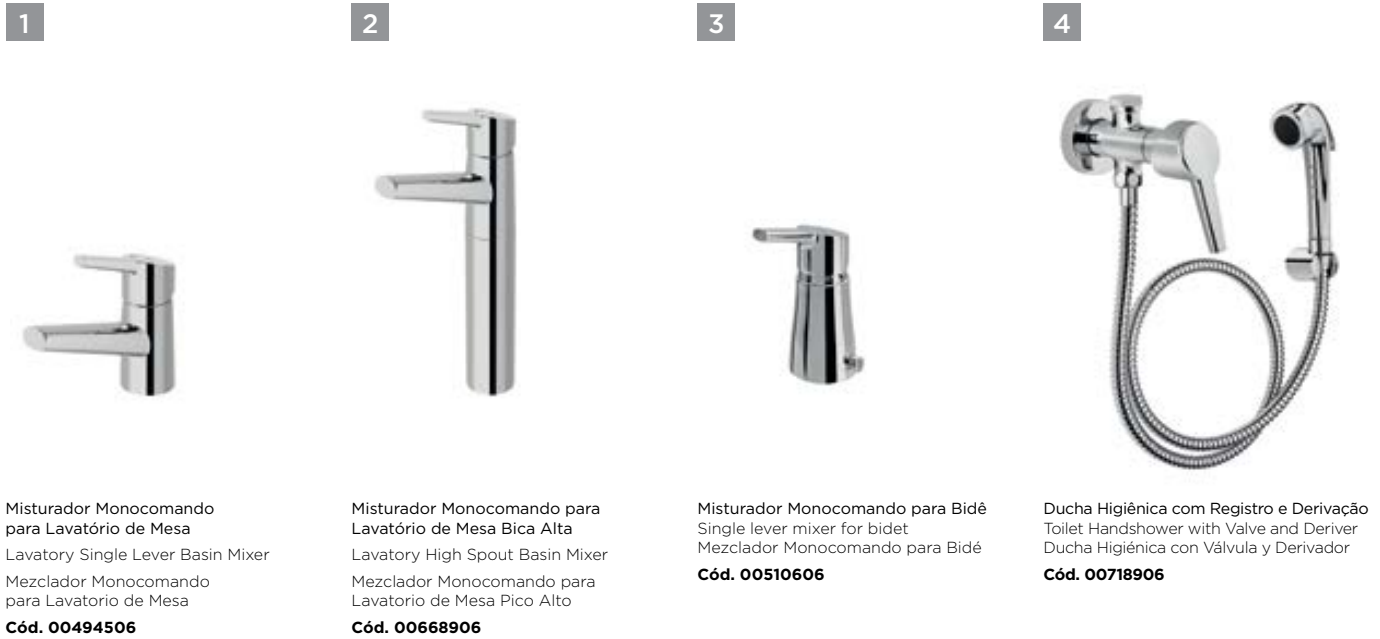 1
Misturador Monocomando
para Lavatório de Mesa
Lavatory Single Lever Basin Mixer
Mezclador Monocomando
para Lavatorio de Mesa
Cód. 00494506
2
Misturador Monocomando para
Lavatório de Mesa Bica Alta
Lavatory High Spout Basin Mixer
Mezclador Monocomando para
Lavatorio de Mesa Pico Alto
Cód. 00668906
3
Misturador Monocomando para Bidê
Single lever mixer for bidet
Mezclador Monocomando para Bidé
Cód. 00510606
4
Ducha Higiênica com Registro e Derivação
Toilet Handshower with Valve and Deriver
Ducha Higiénica con Válvula y Derivador
Cód. 00718906